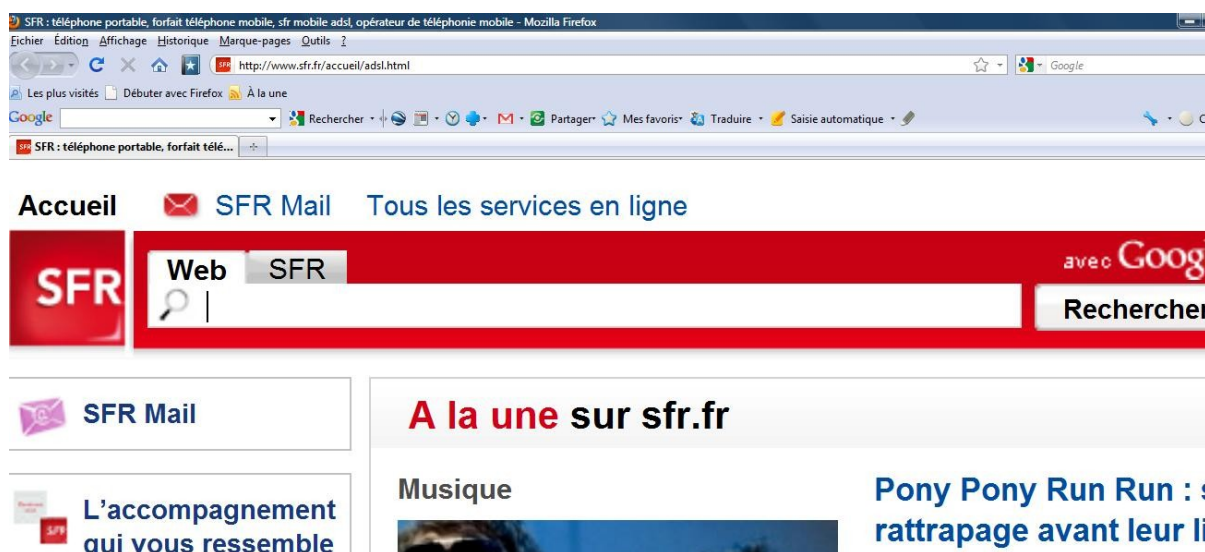 SFR : téléphone portable, forfait téléphone mobile, sfr mobile adsl, opérateur de téléphonie mobile - Mozilla Firefox
Fichier Édition Affichage Historique Marque-pages Outils ?
http://www.sfr.fr/accueil/adsl.html Google
Les plus visités Débuter avec Firefox À la une
Google Rechercher Partager Mes favoris Traduire Saisie automatique
SFR : téléphone portable, forfait télé...
Accueil SFR Mail Tous les services en ligne
SFR Web SFR avec Goog
Rechercher
SFR Mail
A la une sur sfr.fr
Musique
Pony Pony Run Run : s
rattrapage avant leur li
L'accompagnement
qui vous ressemble
SFR